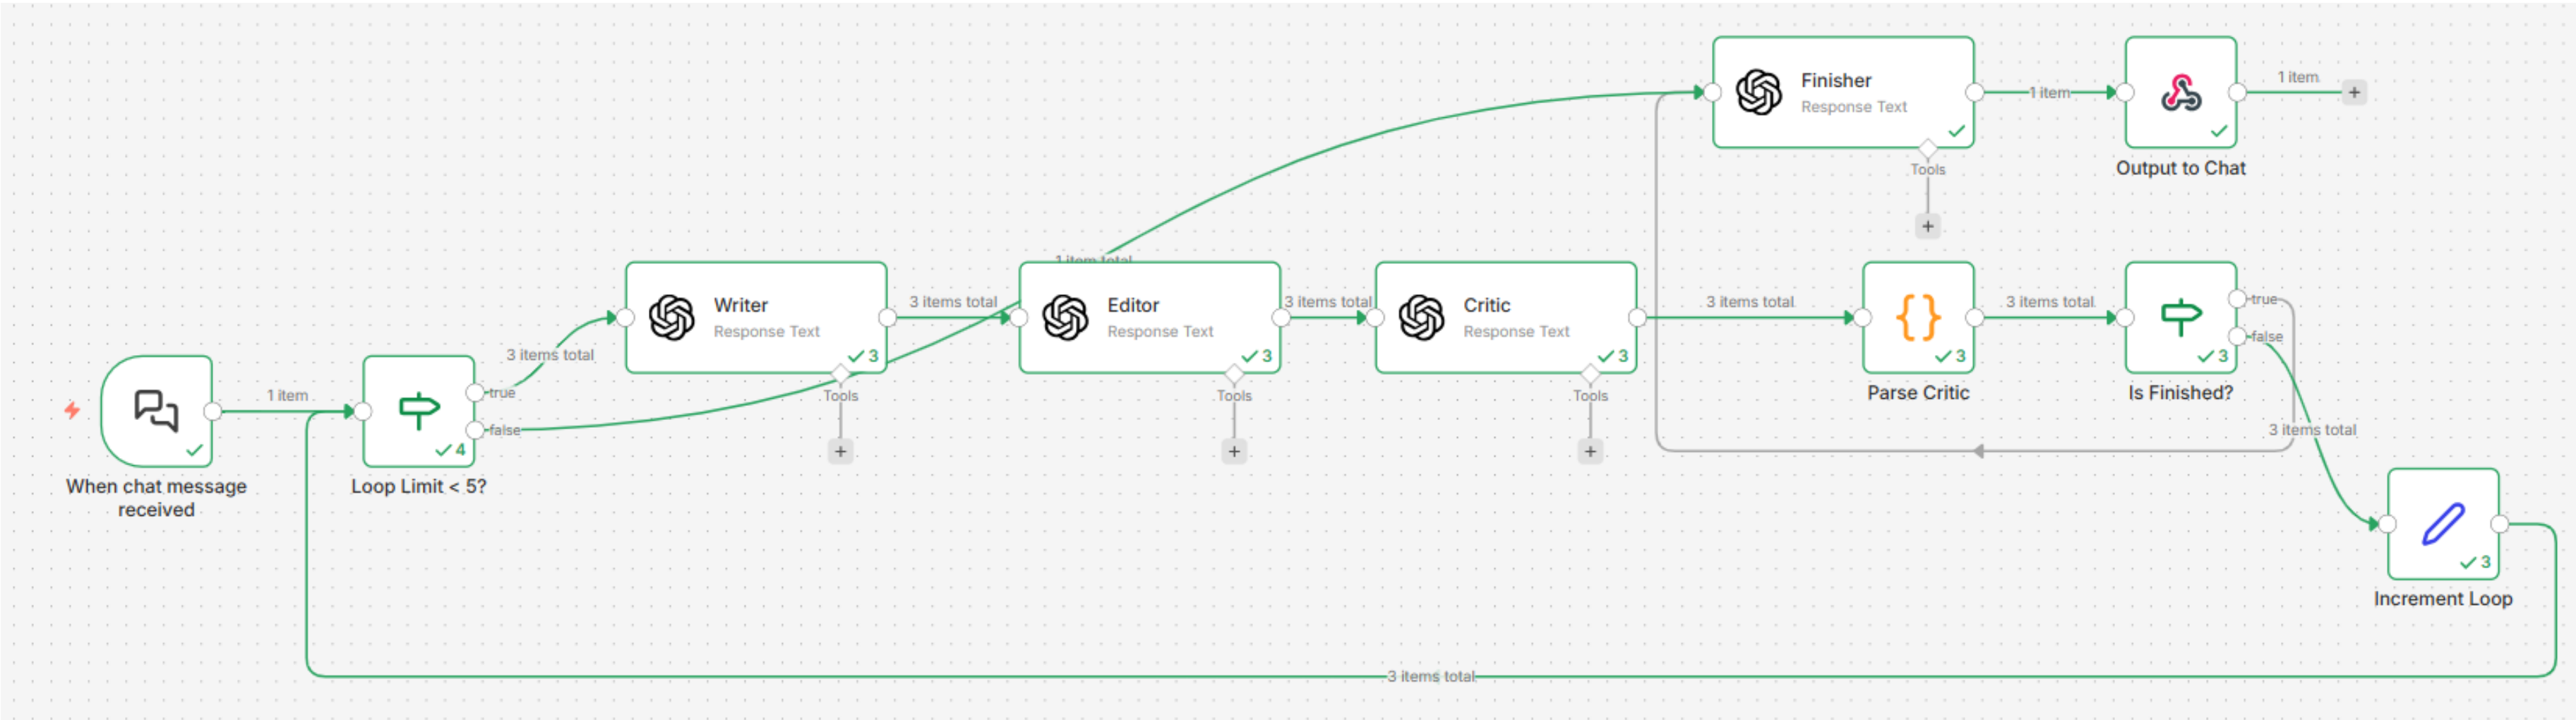 Finisher
Response Text
1 item
1 item
Tools
+
+
Output to Chat
1 item total
Writer
Response Text
3
3 items total
Editor
Response Text
3
3 items total
Critic
Response Text
3
3 items total
3
3 items total
3
true
false
Parse Critic
Is Finished?
3 items total
3 items total
1 item
true
false
4
When chat message
received
Loop Limit < 5?
Tools
Tools
Tools
+
+
+
3
Increment Loop
3 items total